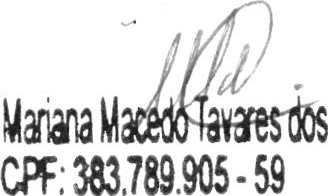 Mariana Macedo Tavares dos
CPF: 383.789.905-59